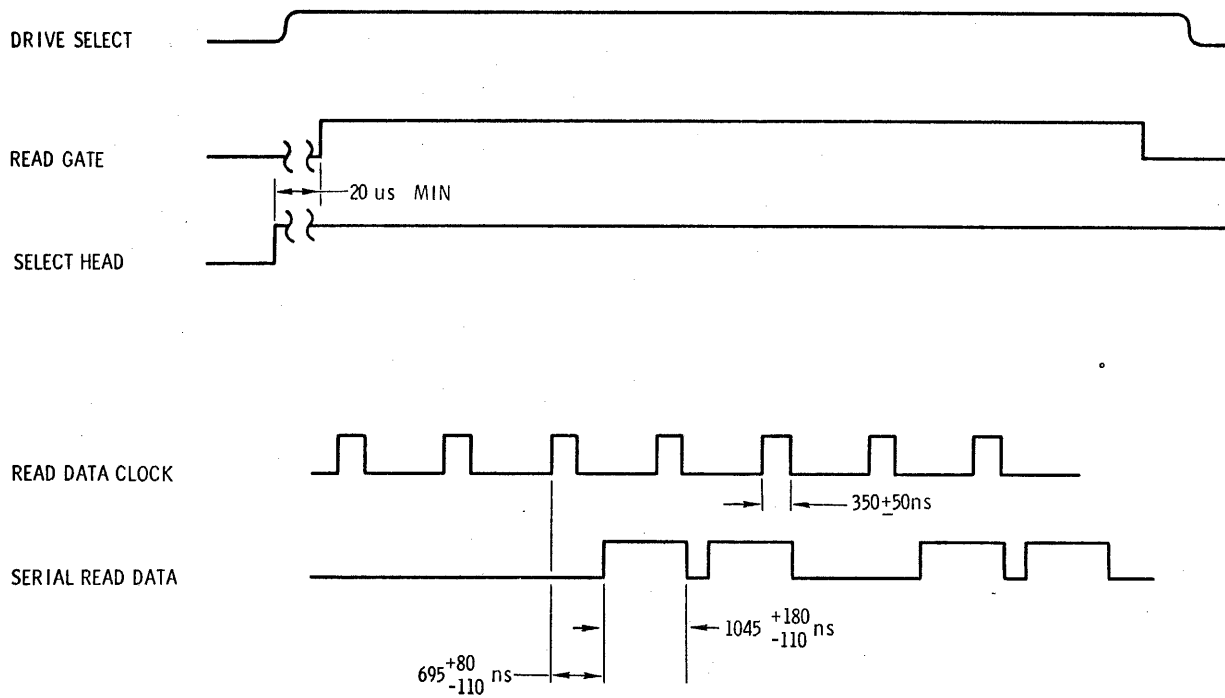 DRIVE SELECT
READ GATE
20 us MIN
SELECT HEAD
READ DATA CLOCK
350±50ns
SERIAL READ DATA
1045 +180 -110 ns
695 +80 -110 ns